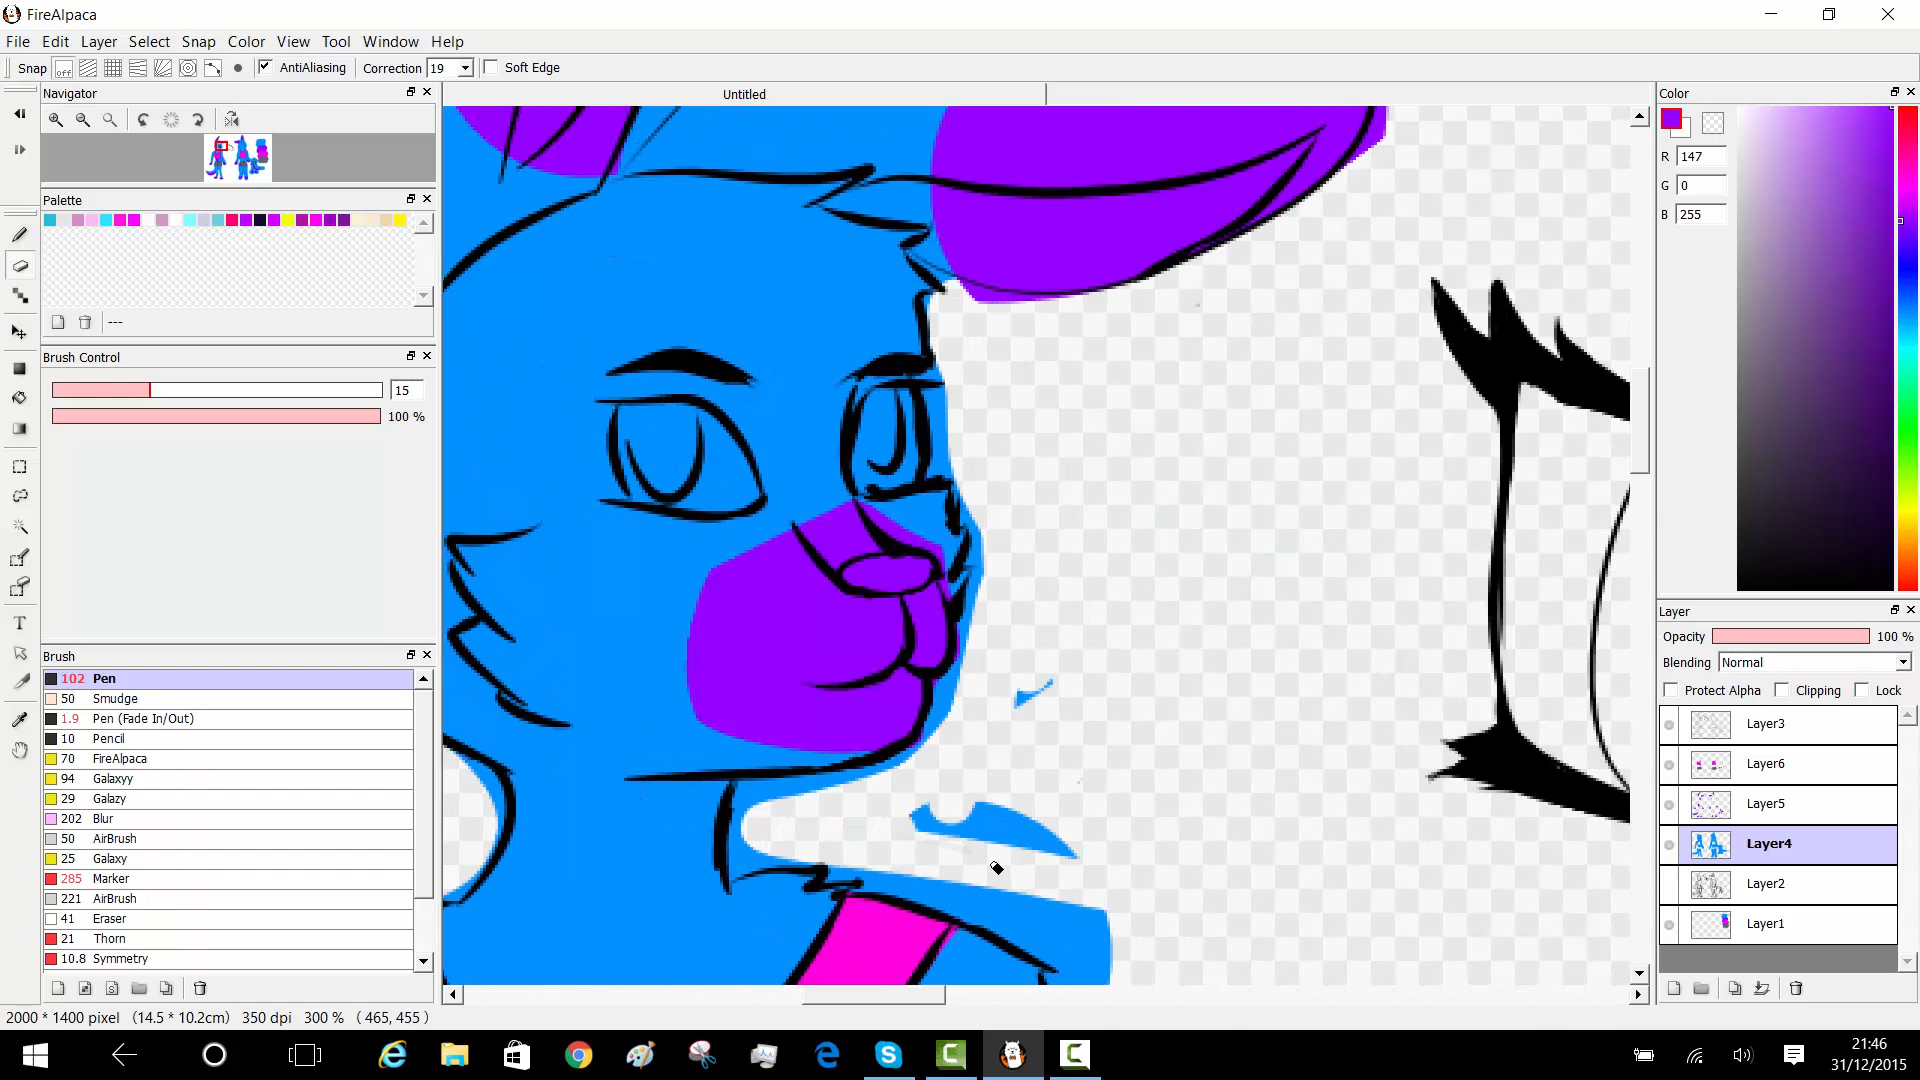 FireAlpaca
File Edit Layer Select Snap Color View Tool Window Help
Snap off AntiAliasing Correction 19 Soft Edge
Navigator
Untitled
Color
R 147
G 0
B 255
Palette
---
Brush Control
15
100 %
Brush
102 Pen
50 Smudge
1.9 Pen (Fade In/Out)
10 Pencil
70 FireAlpaca
94 Galaxyy
29 Galazy
202 Blur
50 AirBrush
25 Galaxy
285 Marker
221 AirBrush
41 Eraser
21 Thorn
10.8 Symmetry
Layer
Opacity 100 %
Blending Normal
Protect Alpha Clipping Lock
Layer3
Layer6
Layer5
Layer4
Layer2
Layer1
2000 * 1400 pixel (14.5 * 10.2cm) 350 dpi 300 % ( 465, 455 )
21:46
31/12/2015